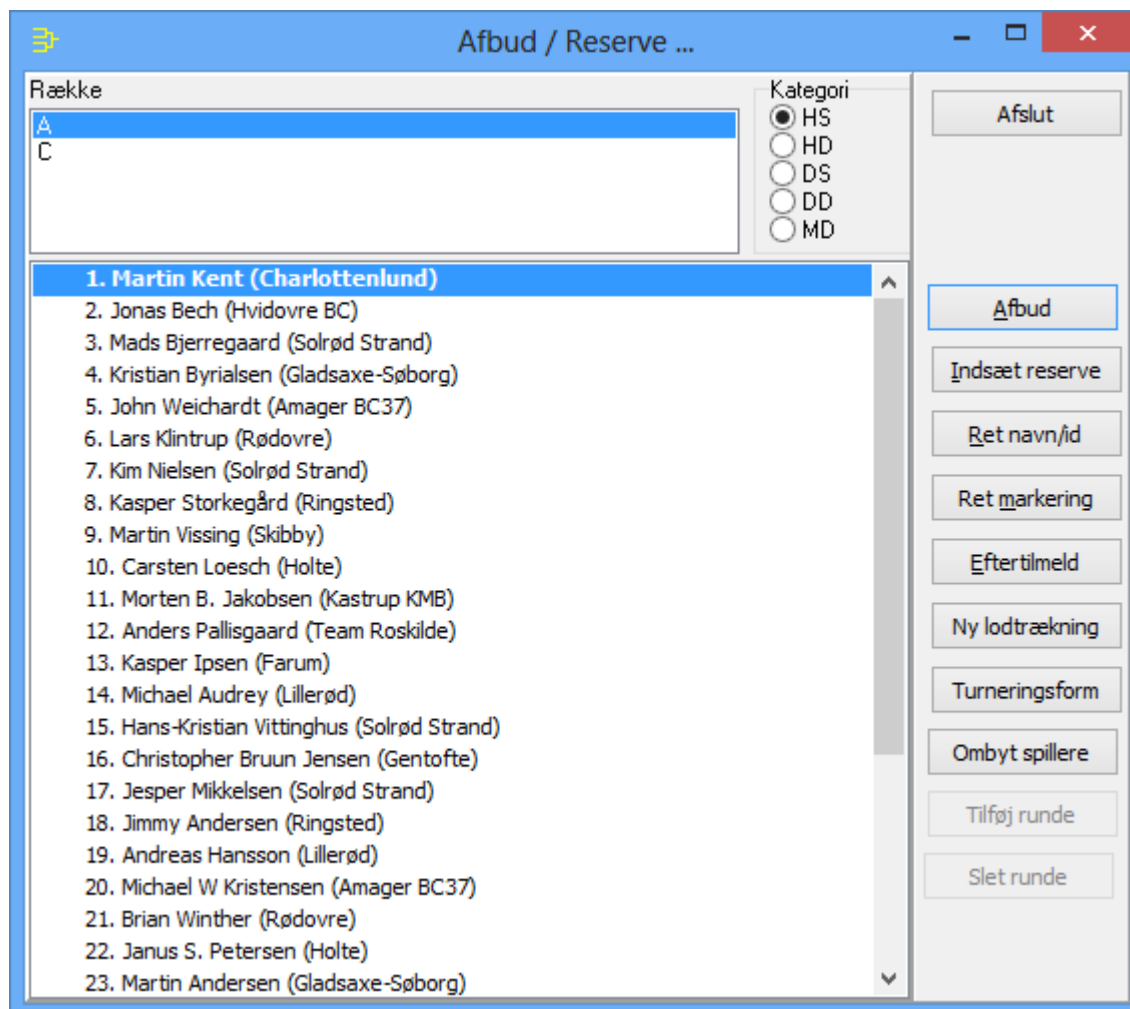 Afbud / Reserve ...
Række
A
C
Kategori
HS
HD
DS
DD
MD
1. Martin Kent (Charlottenlund)
2. Jonas Bech (Hvidovre BC)
3. Mads Bjerregaard (Solrød Strand)
4. Kristian Byrialsen (Gladsaxe-Søborg)
5. John Weichardt (Amager BC37)
6. Lars Klintrup (Rødovre)
7. Kim Nielsen (Solrød Strand)
8. Kasper Storkegård (Ringsted)
9. Martin Vissing (Skibby)
10. Carsten Loesch (Holte)
11. Morten B. Jakobsen (Kastrup KMB)
12. Anders Pallisgaard (Team Roskilde)
13. Kasper Ipsen (Farum)
14. Michael Audrey (Lillerød)
15. Hans-Kristian Vittinghus (Solrød Strand)
16. Christopher Bruun Jensen (Gentofte)
17. Jesper Mikkelsen (Solrød Strand)
18. Jimmy Andersen (Ringsted)
19. Andreas Hansson (Lillerød)
20. Michael W Kristensen (Amager BC37)
21. Brian Winther (Rødovre)
22. Janus S. Petersen (Holte)
23. Martin Andersen (Gladsaxe-Søborg)
Afslut
Afbud
Indsæt reserve
Ret navn/id
Ret markering
Eftertilmeld
Ny lodtrækning
Turneringsform
Ombyt spillere
Tilføj runde
Slet runde